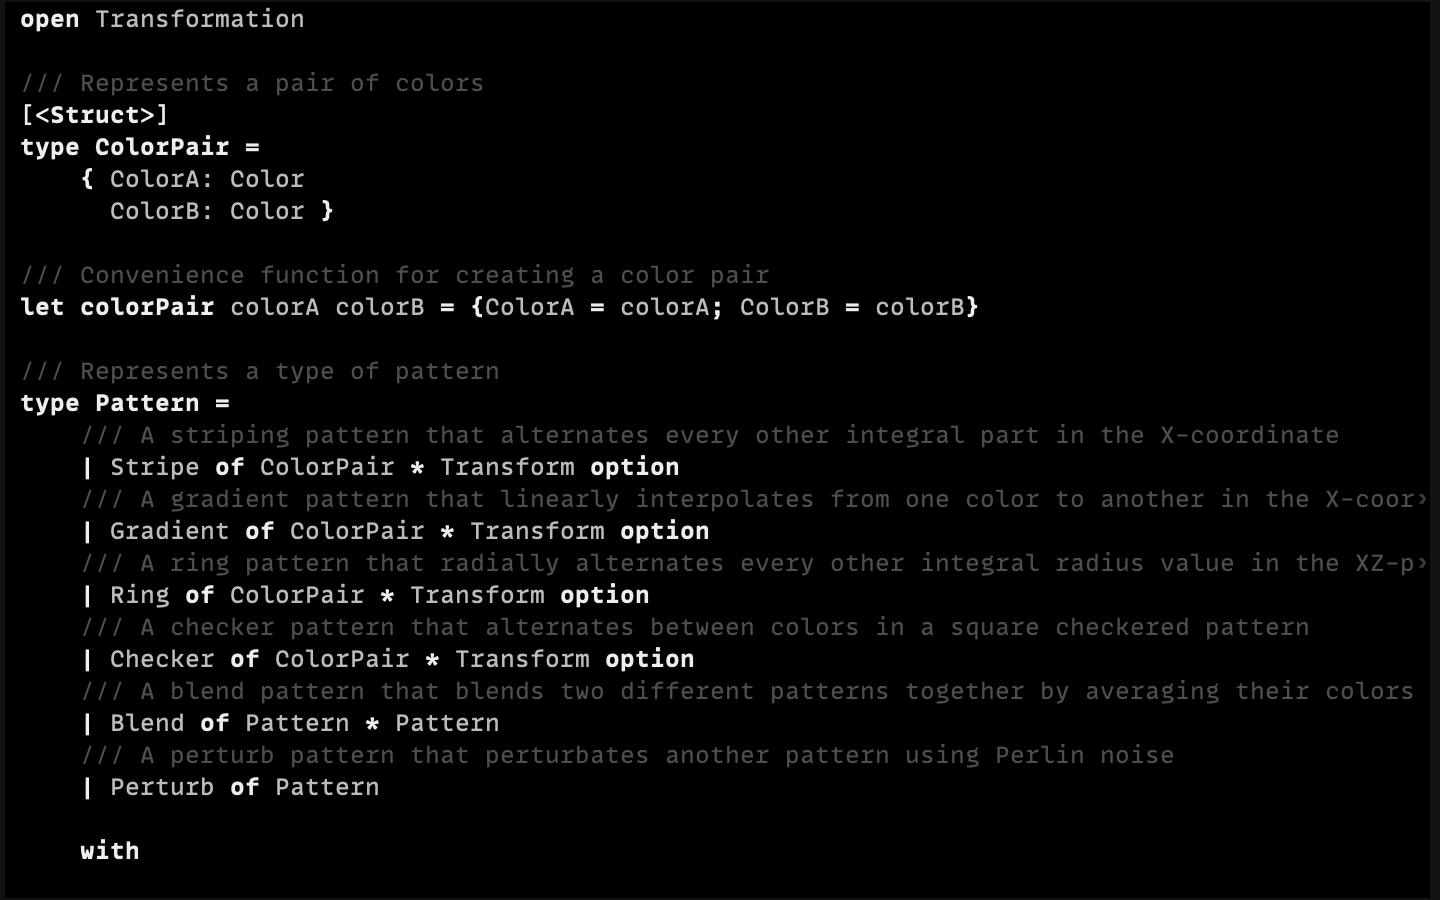 open Transformation
/// Represents a pair of colors
[<Struct>]
type ColorPair =
{ ColorA: Color
ColorB: Color }
/// Convenience function for creating a color pair
let colorPair colorA colorB = {ColorA = colorA; ColorB = colorB}
/// Represents a type of pattern
type Pattern =
/// A striping pattern that alternates every other integral part in the X-coordinate
| Stripe of ColorPair * Transform option
/// A gradient pattern that linearly interpolates from one color to another in the X-coor›
| Gradient of ColorPair * Transform option
/// A ring pattern that radially alternates every other integral radius value in the XZ-p›
| Ring of ColorPair * Transform option
/// A checker pattern that alternates between colors in a square checkered pattern
| Checker of ColorPair * Transform option
/// A blend pattern that blends two different patterns together by averaging their colors
| Blend of Pattern * Pattern
/// A perturb pattern that perturbates another pattern using Perlin noise
| Perturb of Pattern
with